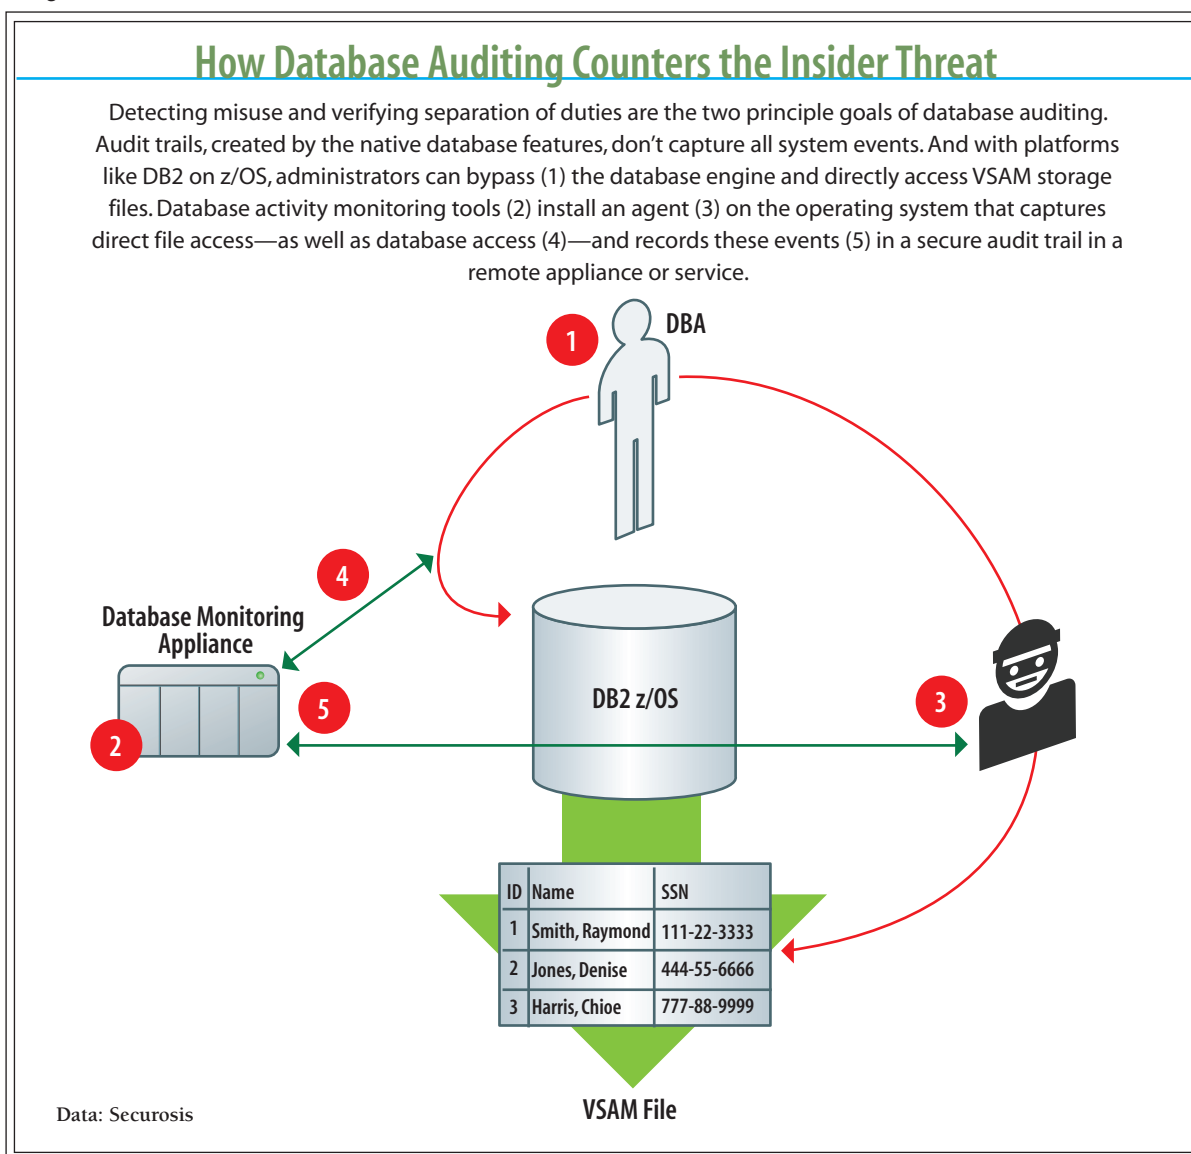 How Database Auditing Counters the Insider Threat
Detecting misuse and verifying separation of duties are the two principle goals of database auditing.
Audit trails, created by the native database features, don't capture all system events. And with platforms
like DB2 on z/OS, administrators can bypass (1) the database engine and directly access VSAM storage
files. Database activity monitoring tools (2) install an agent (3) on the operating system that captures
direct file access—as well as database access (4)—and records these events (5) in a secure audit trail in a
remote appliance or service.
1
DBA
4
Database Monitoring
Appliance
2
5
DB2 z/OS
3
ID Name SSN
1 Smith, Raymond 111-22-3333
2 Jones, Denise 444-55-6666
3 Harris, Chioe 777-88-9999
VSAM File
Data: Securosis